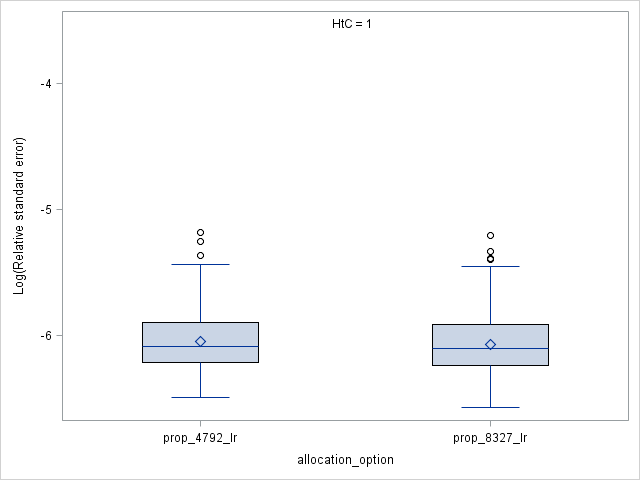 HtC = 1
-4
-5
-6
Log(Relative standard error)
prop_4792_lr prop_8327_lr
allocation_option